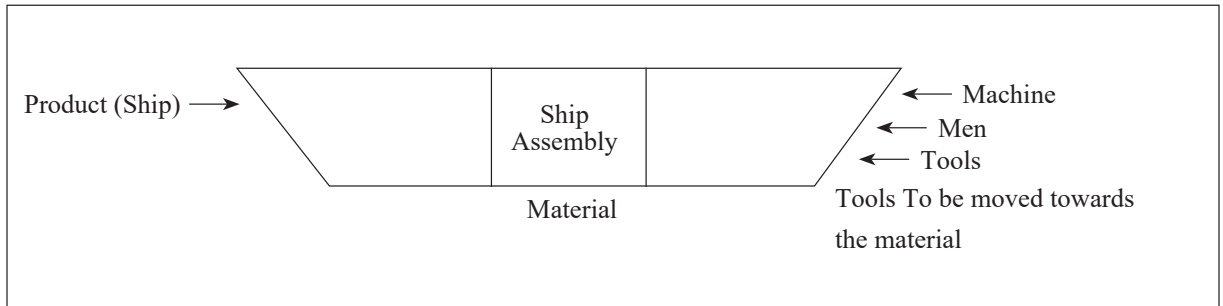 Product (Ship)
Ship
Assembly
Machine
Men
Tools
Material
Tools To be moved towards
the material